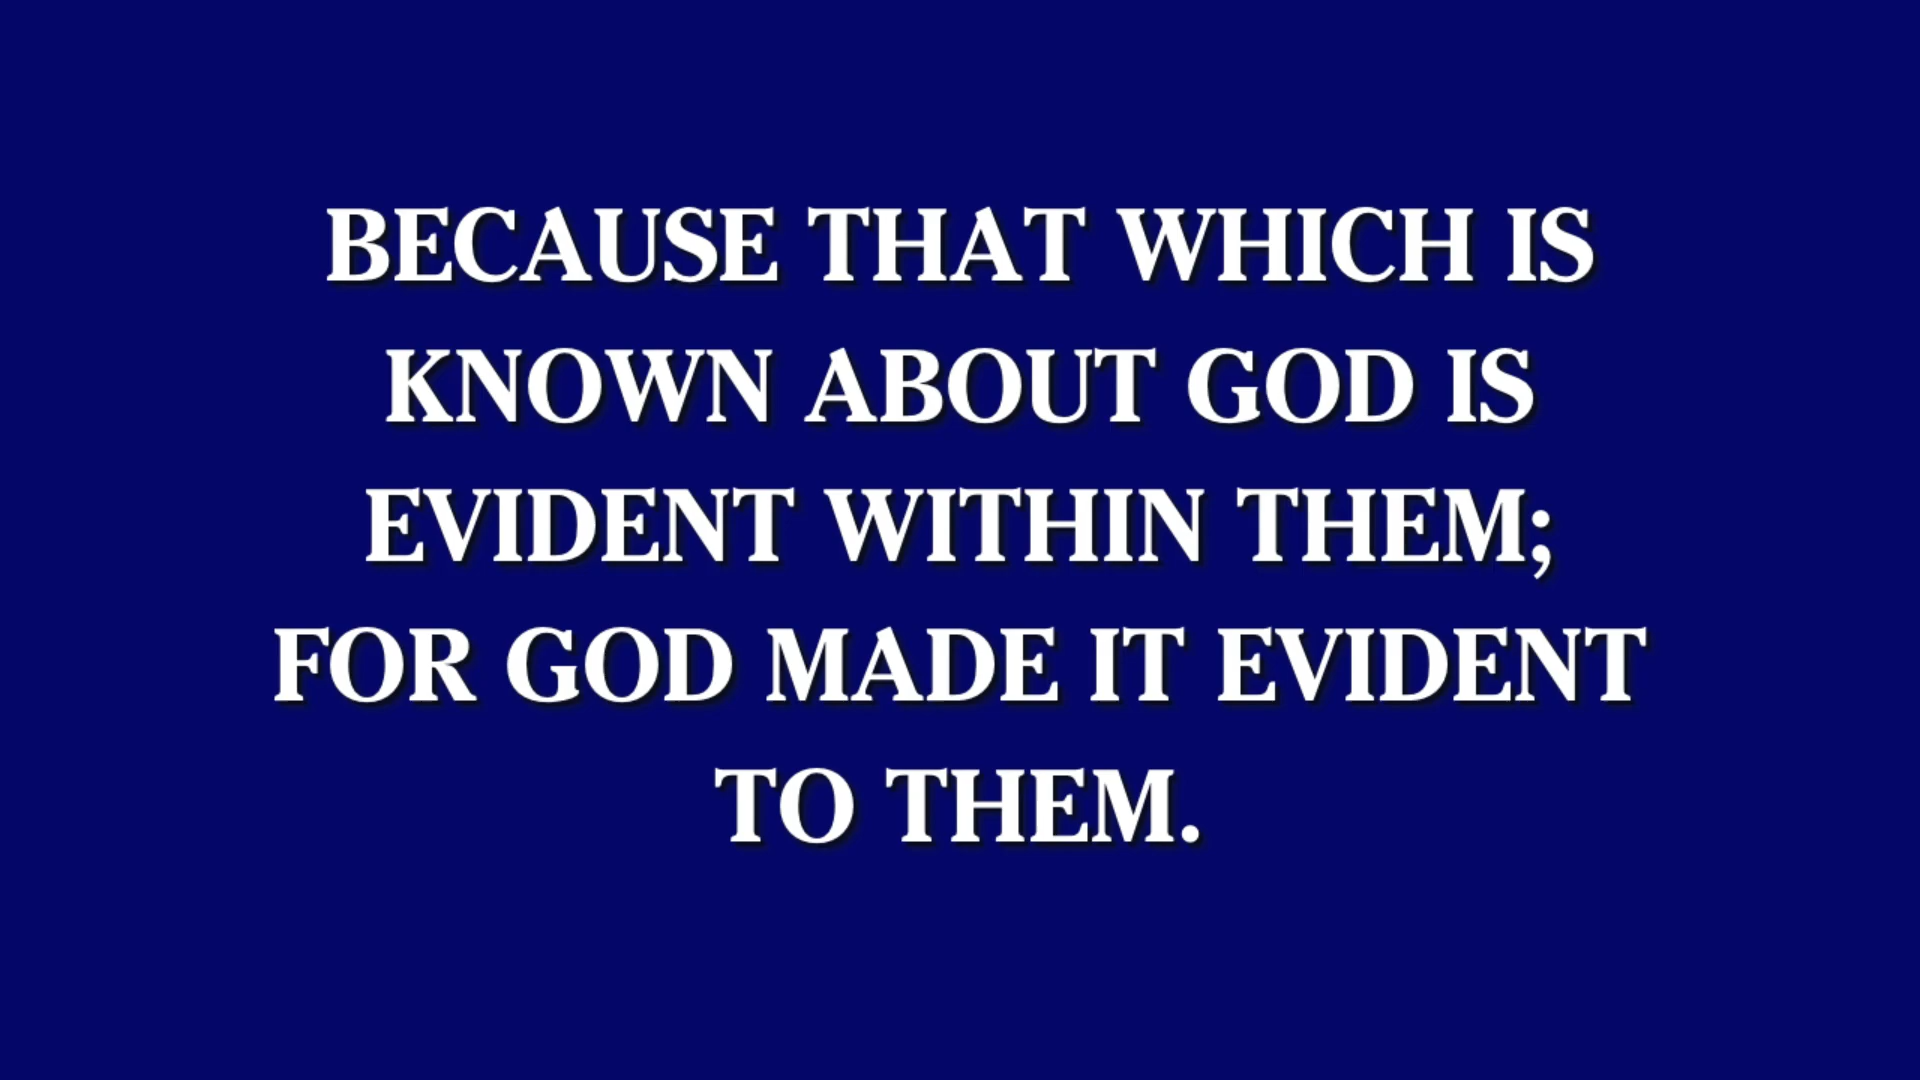 BECAUSE THAT WHICH IS
KNOWN ABOUT GOD IS
EVIDENT WITHIN THEM;
FOR GOD MADE IT EVIDENT
TO THEM.